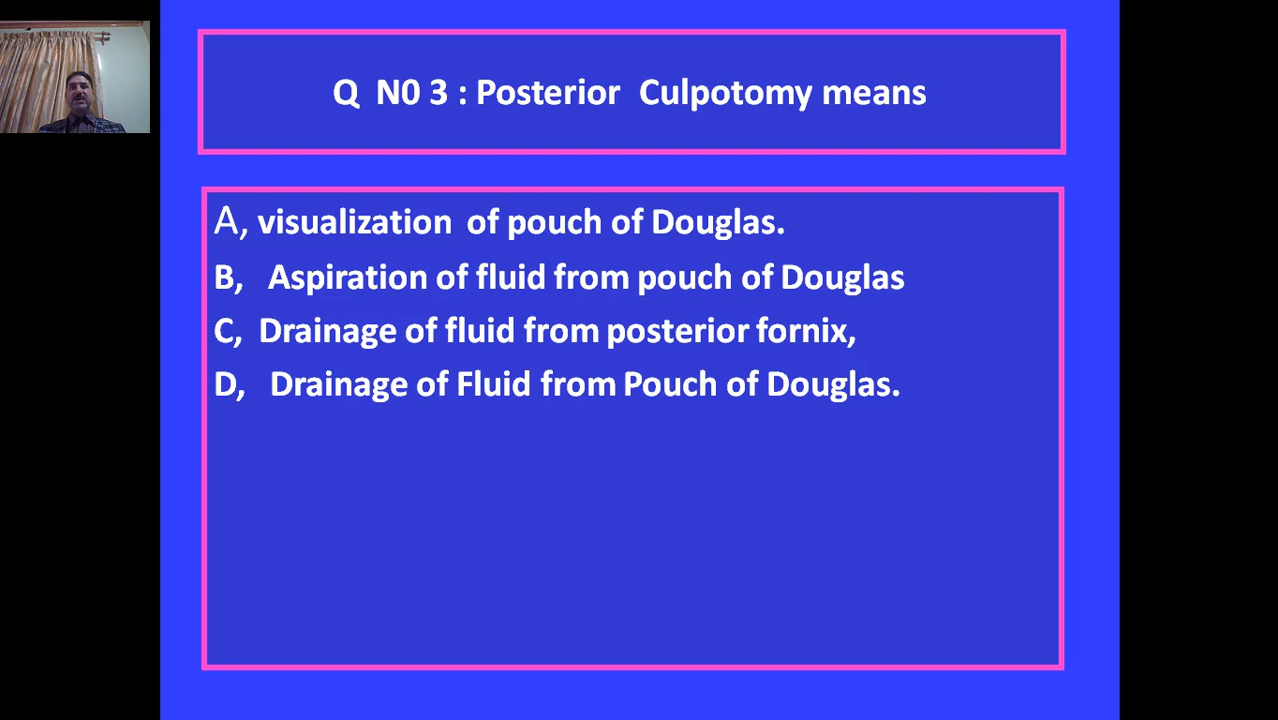 Q N0 3 : Posterior Culpotomy means
A, visualization of pouch of Douglas.
B, Aspiration of fluid from pouch of Douglas
C, Drainage of fluid from posterior fornix,
D, Drainage of Fluid from Pouch of Douglas.